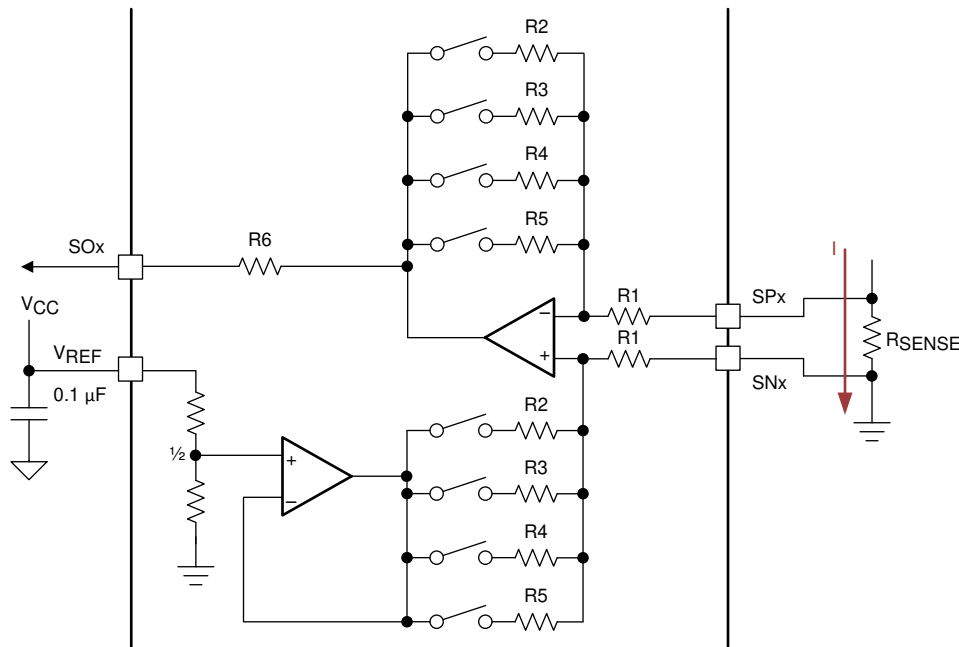 R2
R3
R4
R5
SOx
R6
I
R1
SPx
−
VCC
R1
RSENSE
+
VREF
SNx
0.1 µF
R2
½
+
R3
−
R4
R5